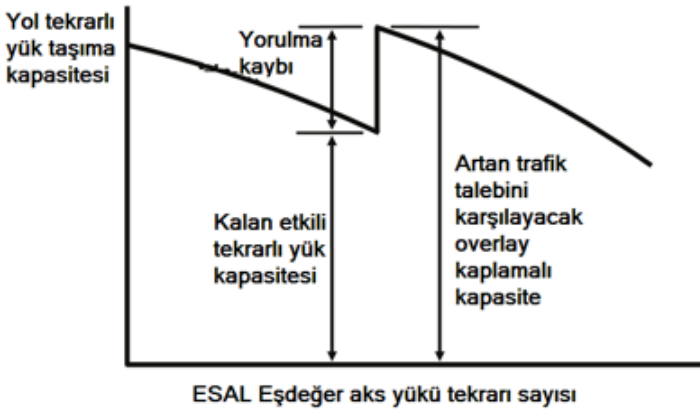 Yol tekrarlı
yük taşıma
kapasitesi
Yorulma
kaybı
Kalan etkili
tekrarlı yük
kapasitesi
Artan trafik
talebini
karşılayacak
overlay
kaplamalı
kapasite
ESAL Eşdeğer aks yükü tekrarı sayısı